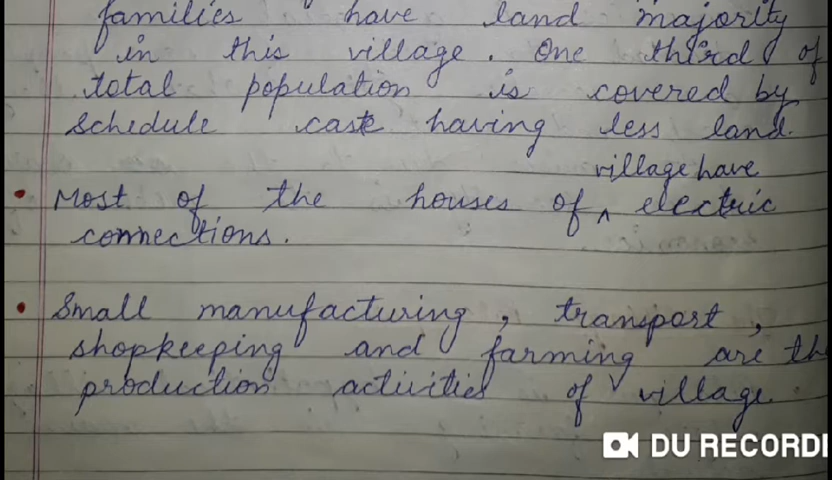 families have land majority
in this village. One third of
total population is covered by
schedule caste having less land.
village have
Most of the houses of ^ electric
connections.
Small manufacturing, transport,
shopkeeping and farming are th
production activities of village.
DU RECORDI